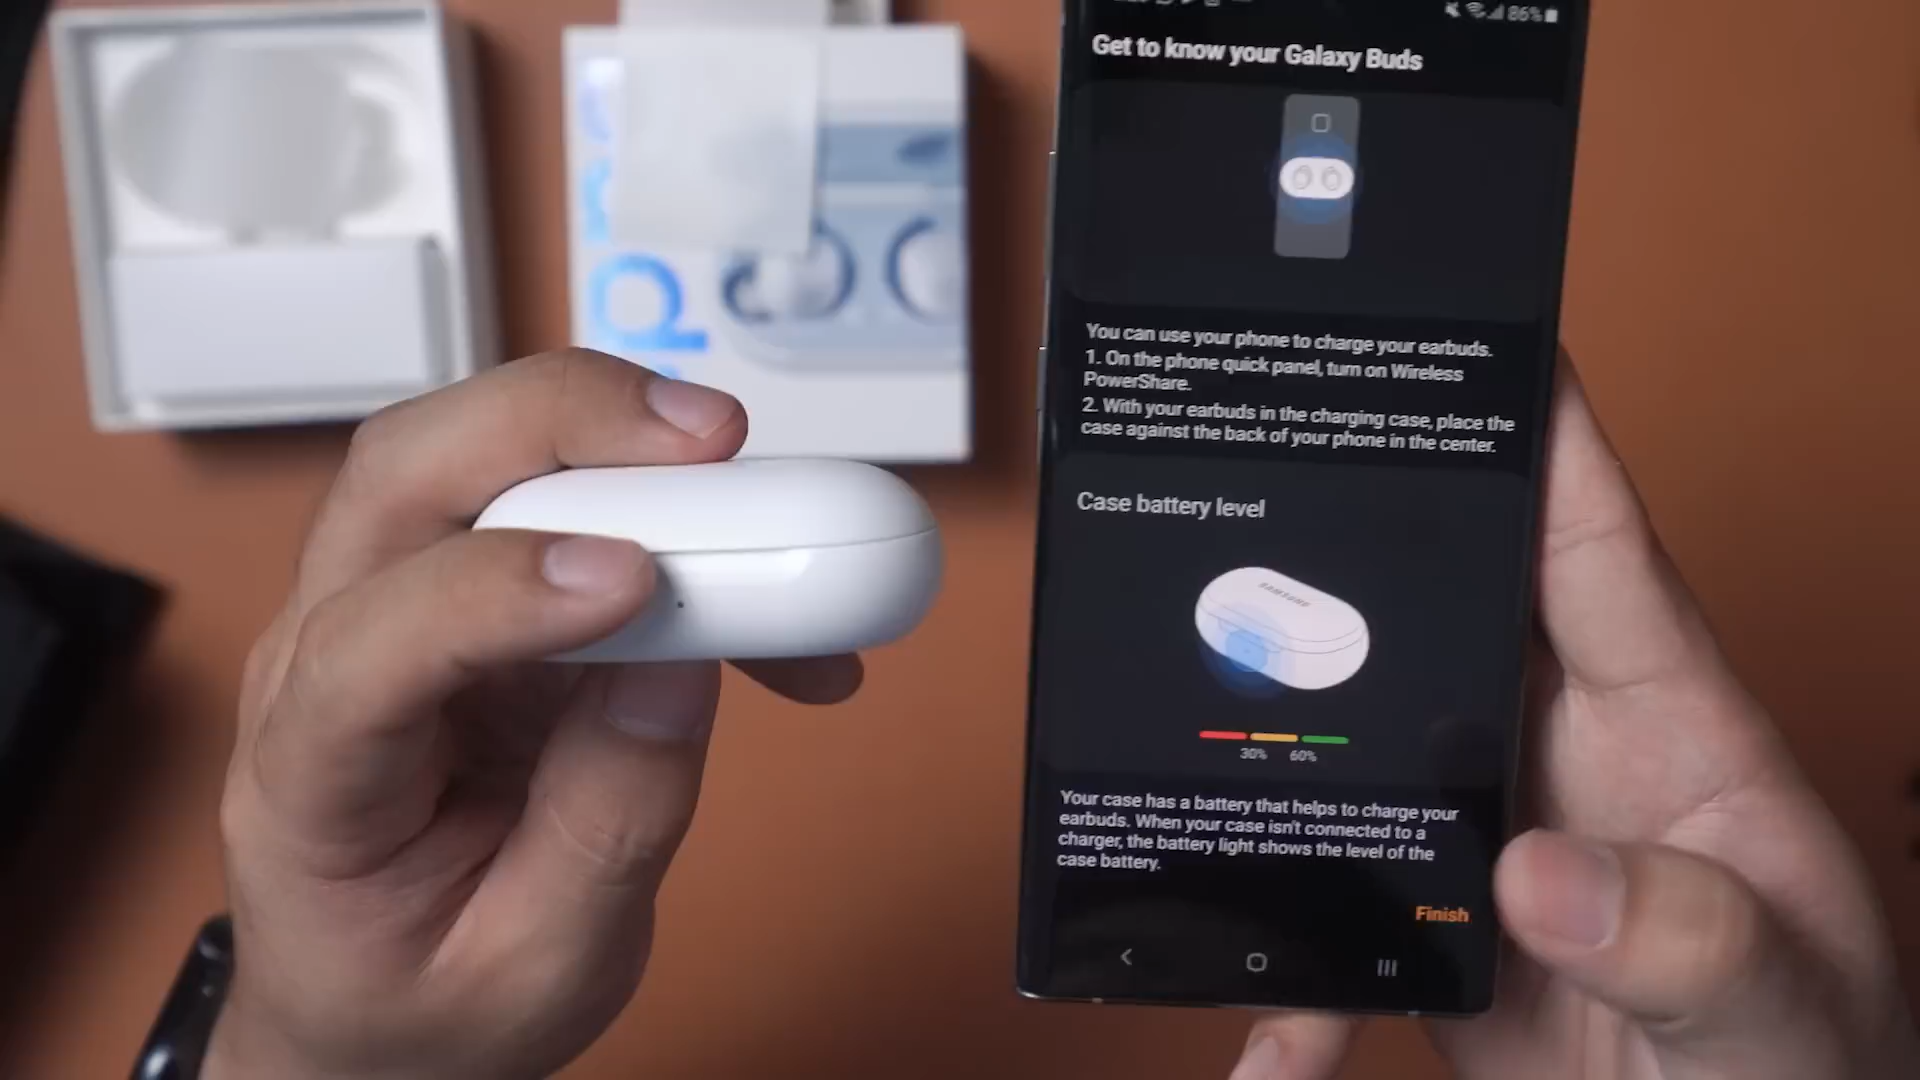 86%
Get to know your Galaxy Buds
You can use your phone to charge your earbuds.
1. On the phone quick panel, turn on Wireless
PowerShare.
2. With your earbuds in the charging case, place the
case against the back of your phone in the center.
Case battery level
SAMSUNG
30% 60%
Your case has a battery that helps to charge your
earbuds. When your case isn't connected to a
charger, the battery light shows the level of the
case battery.
Finish